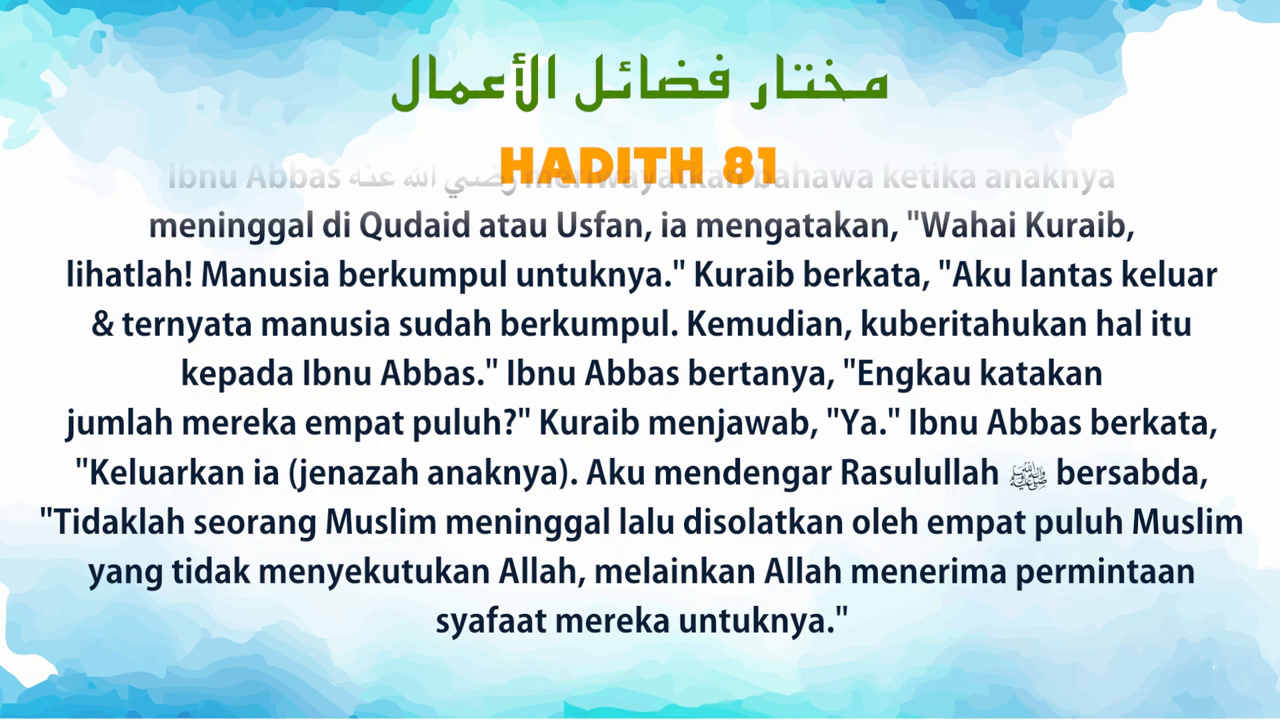 مختار فضائل الأعمال
HADITH 81
Ibnu Abbas رضي الله عنه meriwayatkan bahawa ketika anaknya
meninggal di Qudaid atau Usfan, ia mengatakan, "Wahai Kuraib,
lihatlah! Manusia berkumpul untuknya." Kuraib berkata, "Aku lantas keluar
& ternyata manusia sudah berkumpul. Kemudian, kuberitahukan hal itu
kepada Ibnu Abbas." Ibnu Abbas bertanya, "Engkau katakan
jumlah mereka empat puluh?" Kuraib menjawab, "Ya." Ibnu Abbas berkata,
"Keluarkan ia (jenazah anaknya). Aku mendengar Rasulullah ﷺ bersabda,
"Tidaklah seorang Muslim meninggal lalu disolatkan oleh empat puluh Muslim
yang tidak menyekutukan Allah, melainkan Allah menerima permintaan
syafaat mereka untuknya."